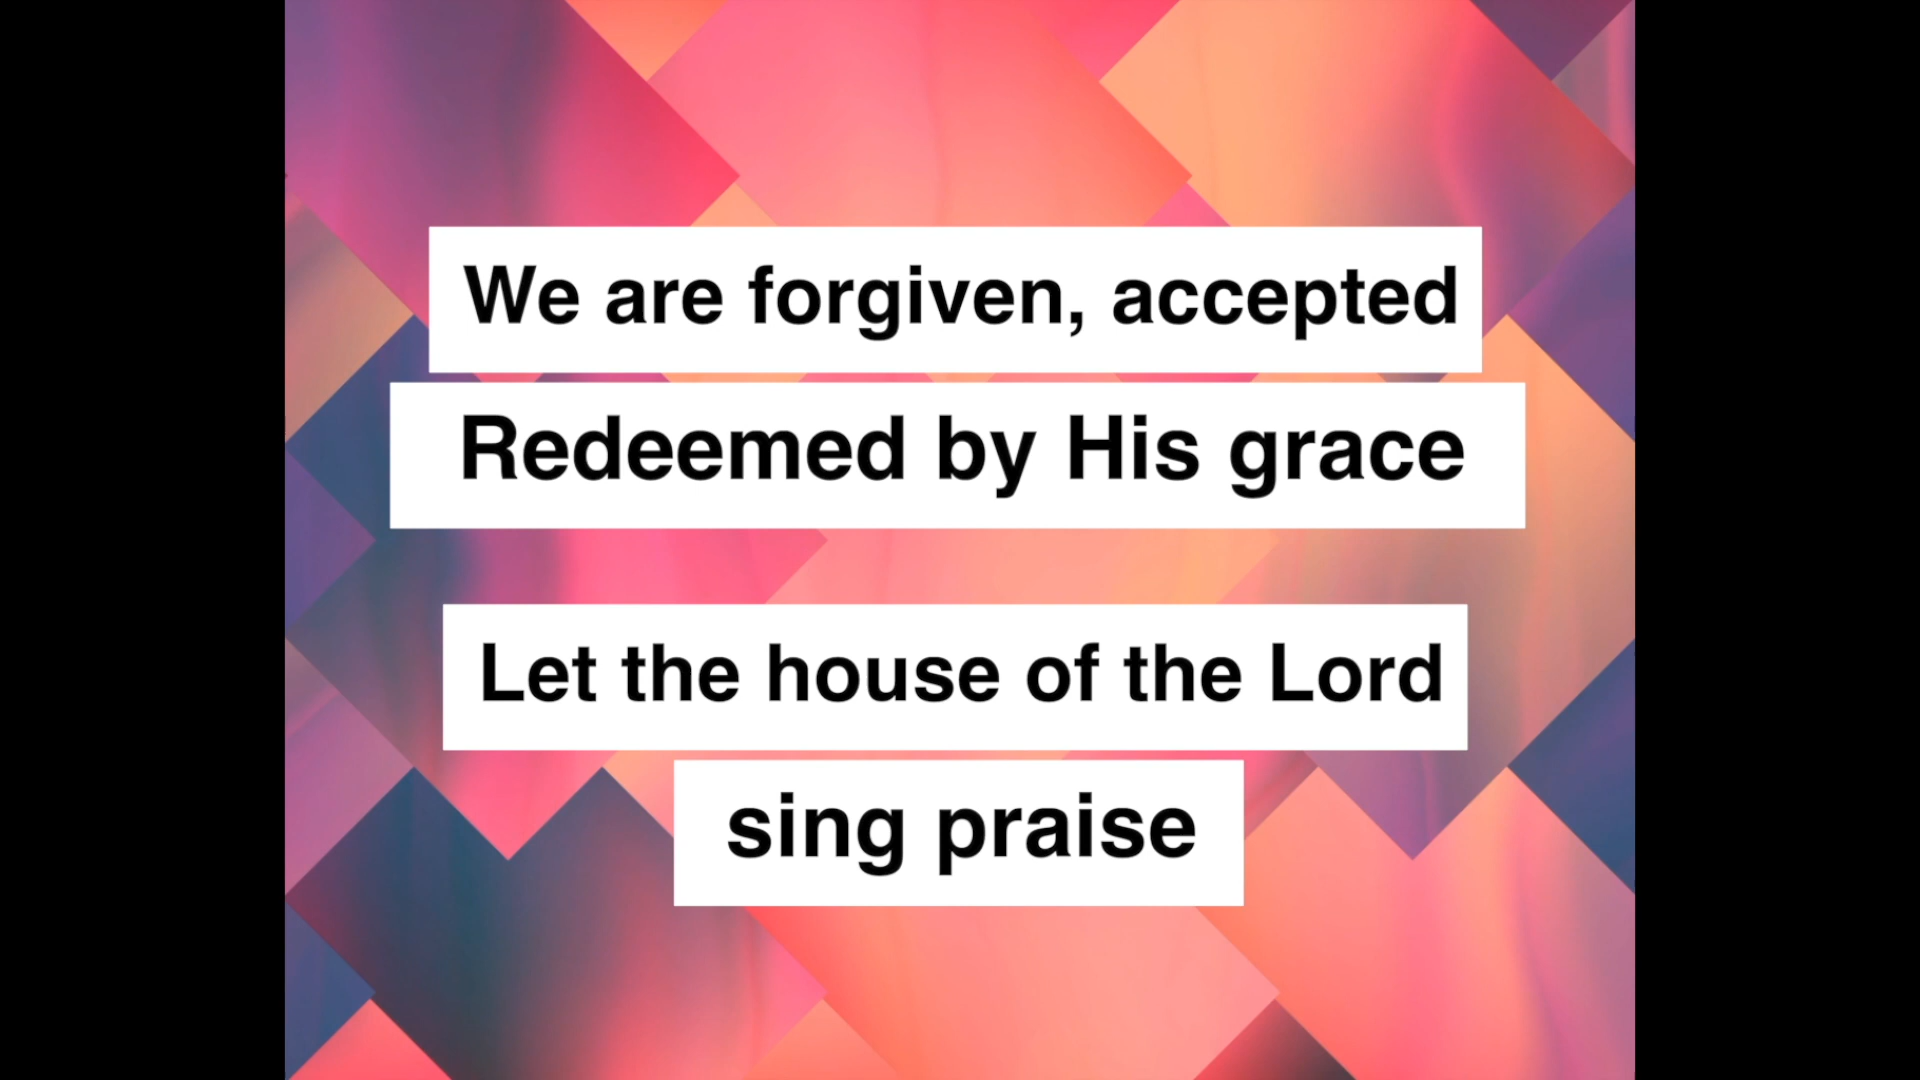 We are forgiven, accepted
Redeemed by His grace
Let the house of the Lord
sing praise